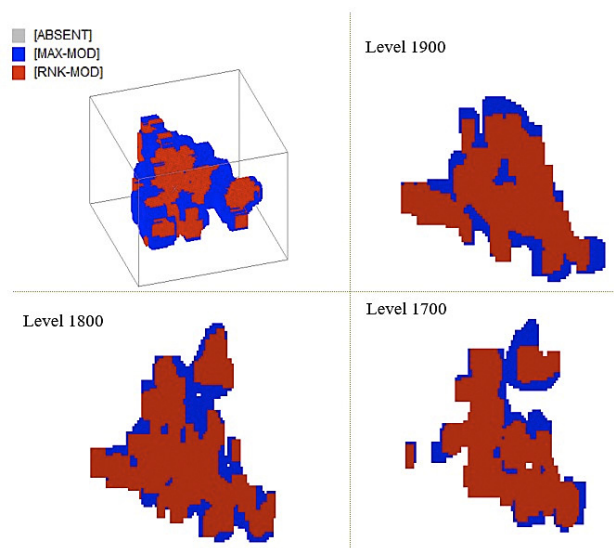 [ABSENT]
[MAX-MOD]
[RNK-MOD]
Level 1900
Level 1800
Level 1700